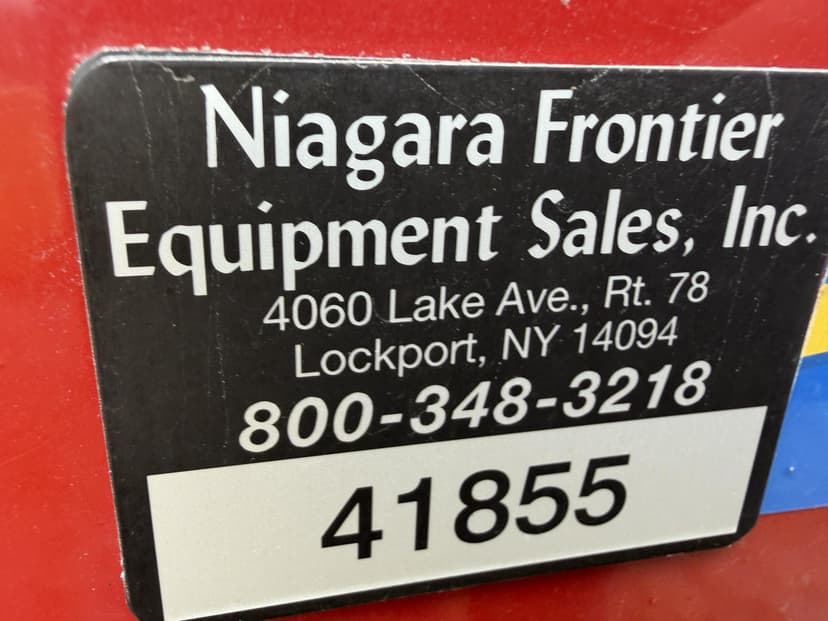 Niagara Frontier
Equipment Sales, Inc.
4060 Lake Ave., Rt. 78
Lockport, NY 14094
800-348-3218
41855